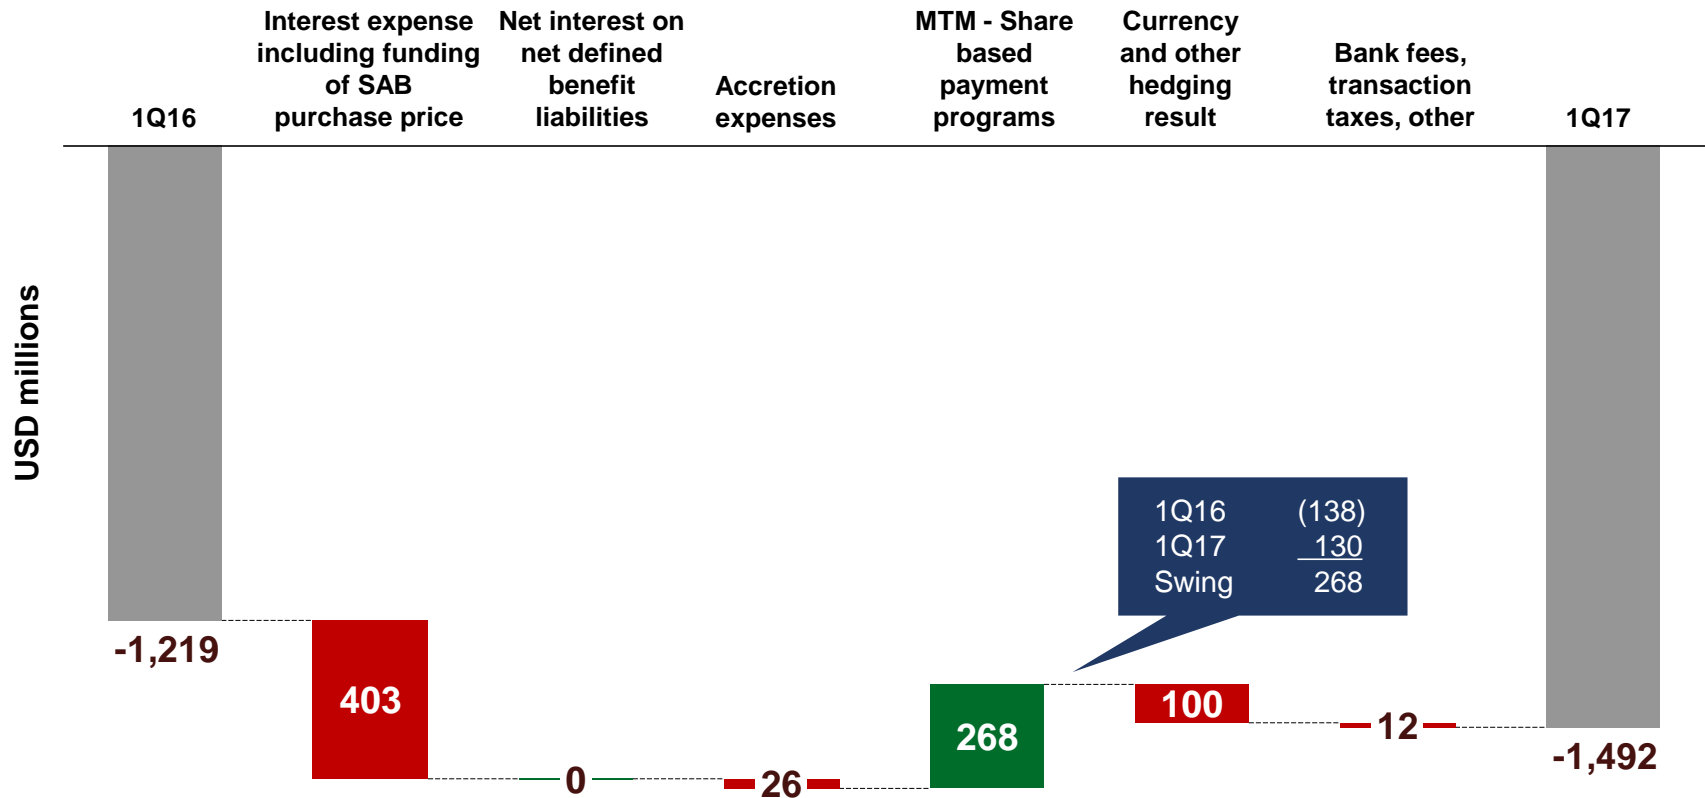 1Q16
Interest expense
including funding
of SAB
purchase price
Net interest on
net defined
benefit
liabilities
Accretion
expenses
MTM - Share
based
payment
programs
Currency
and other
hedging
result
Bank fees,
transaction
taxes, other
1Q17
USD millions
1Q16 (138)
1Q17 130
Swing 268
-1,219
403
0
26
268
100
12
-1,492